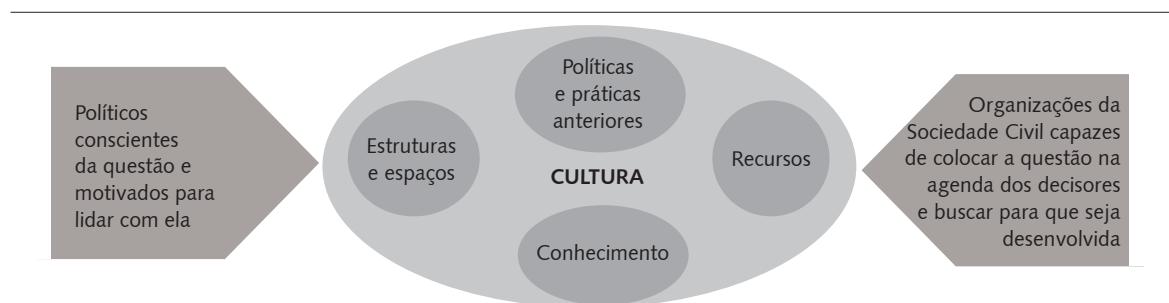 Políticos
conscientes
da questão e
motivados para
lidar com ela
Estruturas
e espaços
Políticas
e práticas
anteriores
CULTURA
Conhecimento
Recursos
Organizações da
Sociedade Civil capazes
de colocar a questão na
agenda dos decisores
e buscar para que seja
desenvolvida